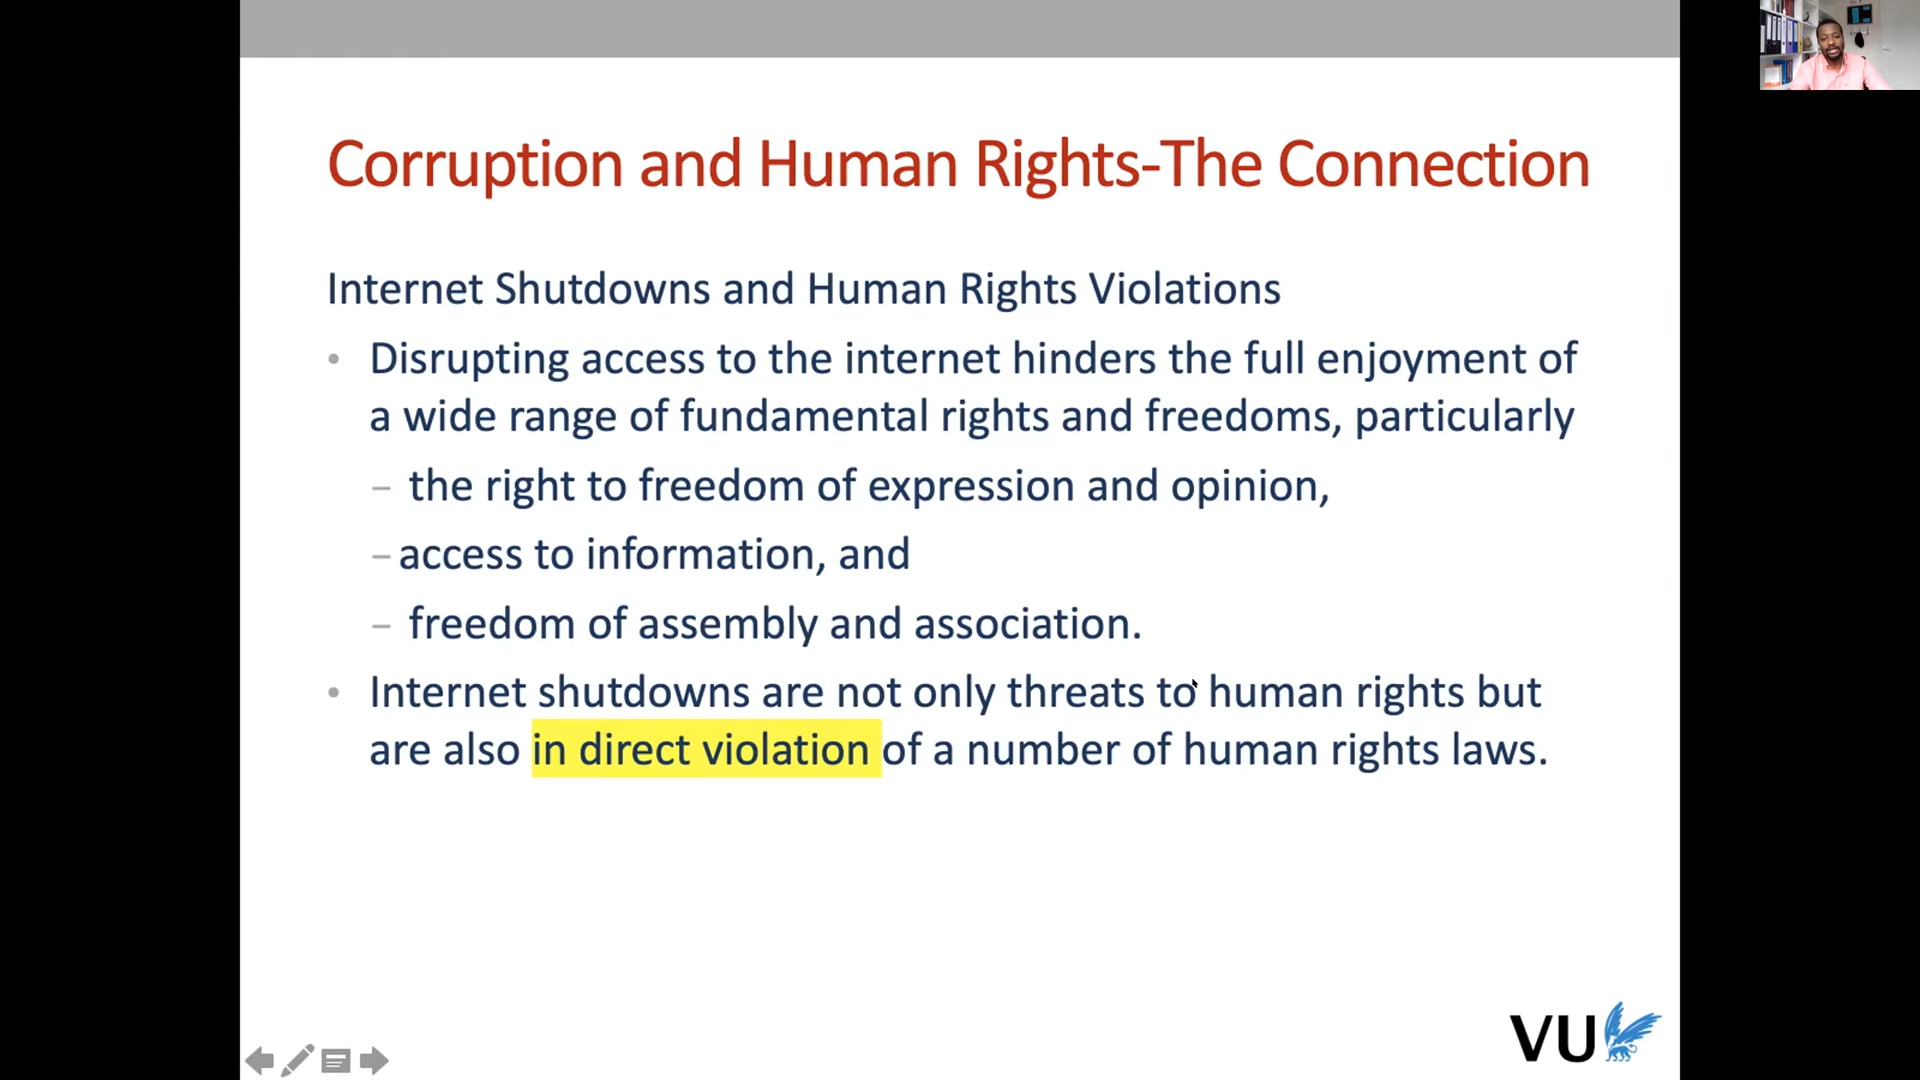 Corruption and Human Rights-The Connection
Internet Shutdowns and Human Rights Violations
• Disrupting access to the internet hinders the full enjoyment of
a wide range of fundamental rights and freedoms, particularly
– the right to freedom of expression and opinion,
– access to information, and
– freedom of assembly and association.
• Internet shutdowns are not only threats to human rights but
are also in direct violation of a number of human rights laws.
VU